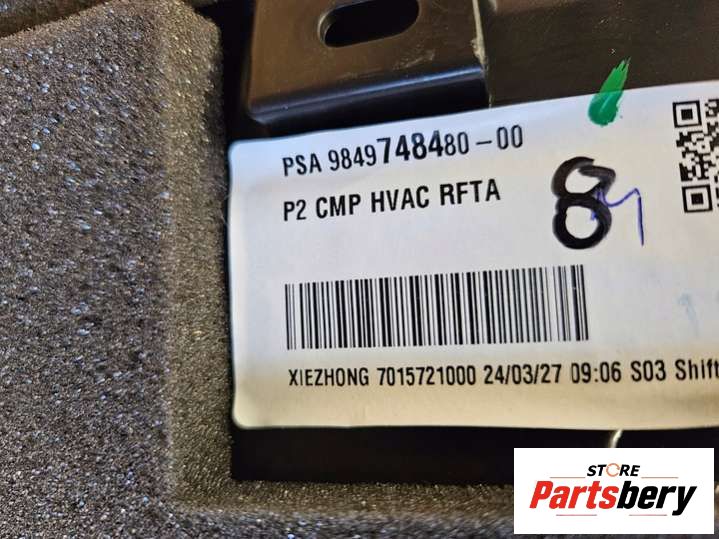 PSA 9849748480-00
P2 CMP HVAC RFTA
8
XIEZHONG 7015721000 24/03/27 09:06 S03 Shift
STORE
Partsbery